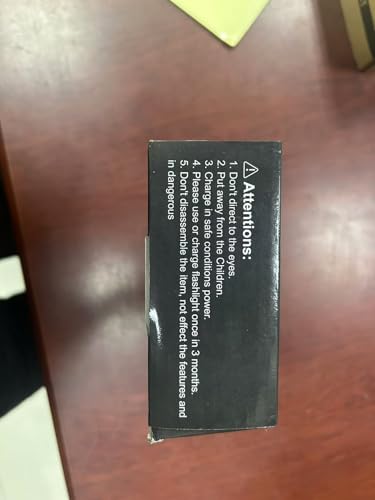 ⚠ Attentions:
1. Don't direct to the eyes.
2. Put away from the Children.
3. Charge in safe conditions power.
4. Please use or charge flashlight once in 3 months.
5. Don't disassemble the item, not effect the features and
in dangerous